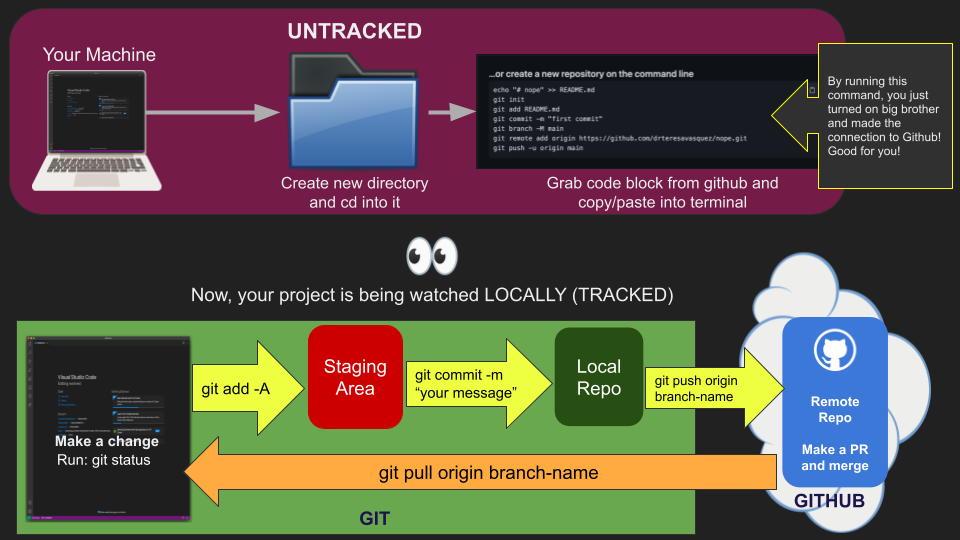 UNTRACKED
Your Machine
Create new directory
and cd into it
...or create a new repository on the command line
echo "# nope" >> README.md
git init
git add README.md
git commit -m "first commit"
git branch -M main
git remote add origin https://github.com/drteresavasquez/nope.git
git push -u origin main
Grab code block from github and
copy/paste into terminal
By running this
command, you just
turned on big brother
and made the
connection to Github!
Good for you!
Now, your project is being watched LOCALLY (TRACKED)
Visual Studio Code
Make a change
Run: git status
git add -A
Staging
Area
git commit -m
“your message”
Local
Repo
git push origin
branch-name
Remote
Repo
Make a PR
and merge
GITHUB
git pull origin branch-name
GIT